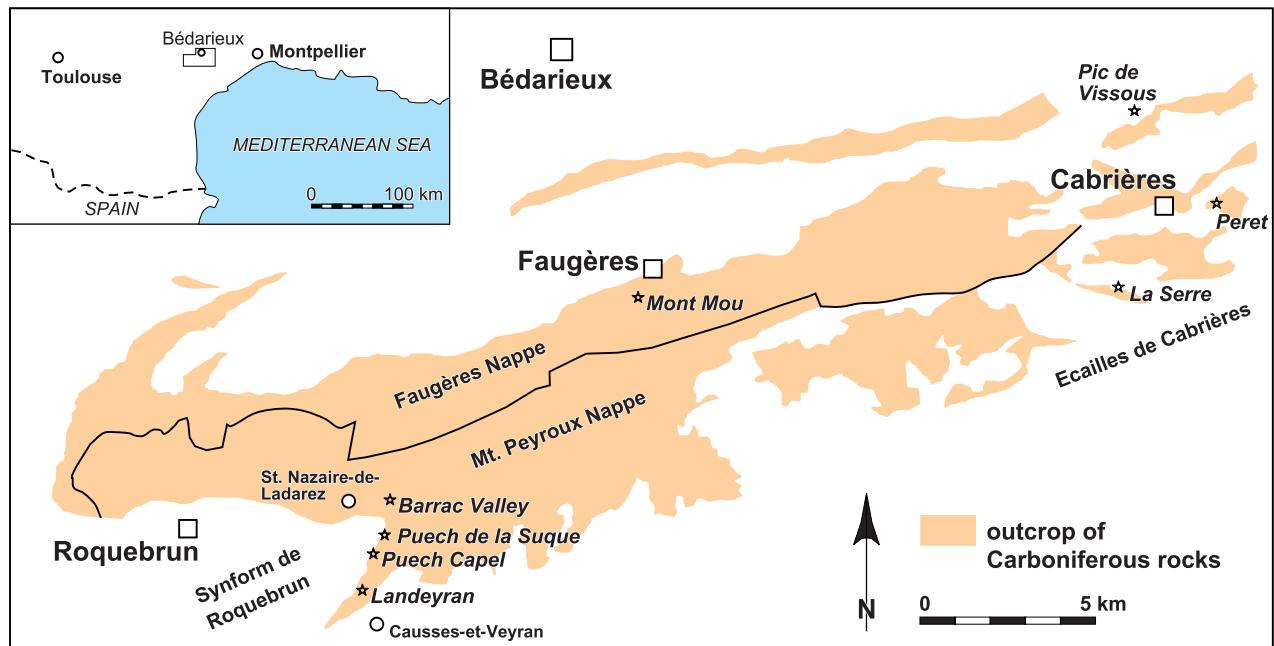 Bédarieux
Toulouse
Montpellier
MEDITERRANEAN SEA
0 100 km
SPAIN
Bédarieux
Pic de
Vissous
Cabrières
Peret
Faugères
Mont Mou
La Serre
Ecailles de Cabrières
Faugères Nappe
Mt. Peyroux Nappe
St. Nazaire-de-
Ladarez
Barrac Valley
Roquebrun
Puech de la Suque
Puech Capel
Synform de
Roquebrun
Landeyran
Causses-et-Veyran
N
outcrop of
Carboniferous rocks
0 5 km